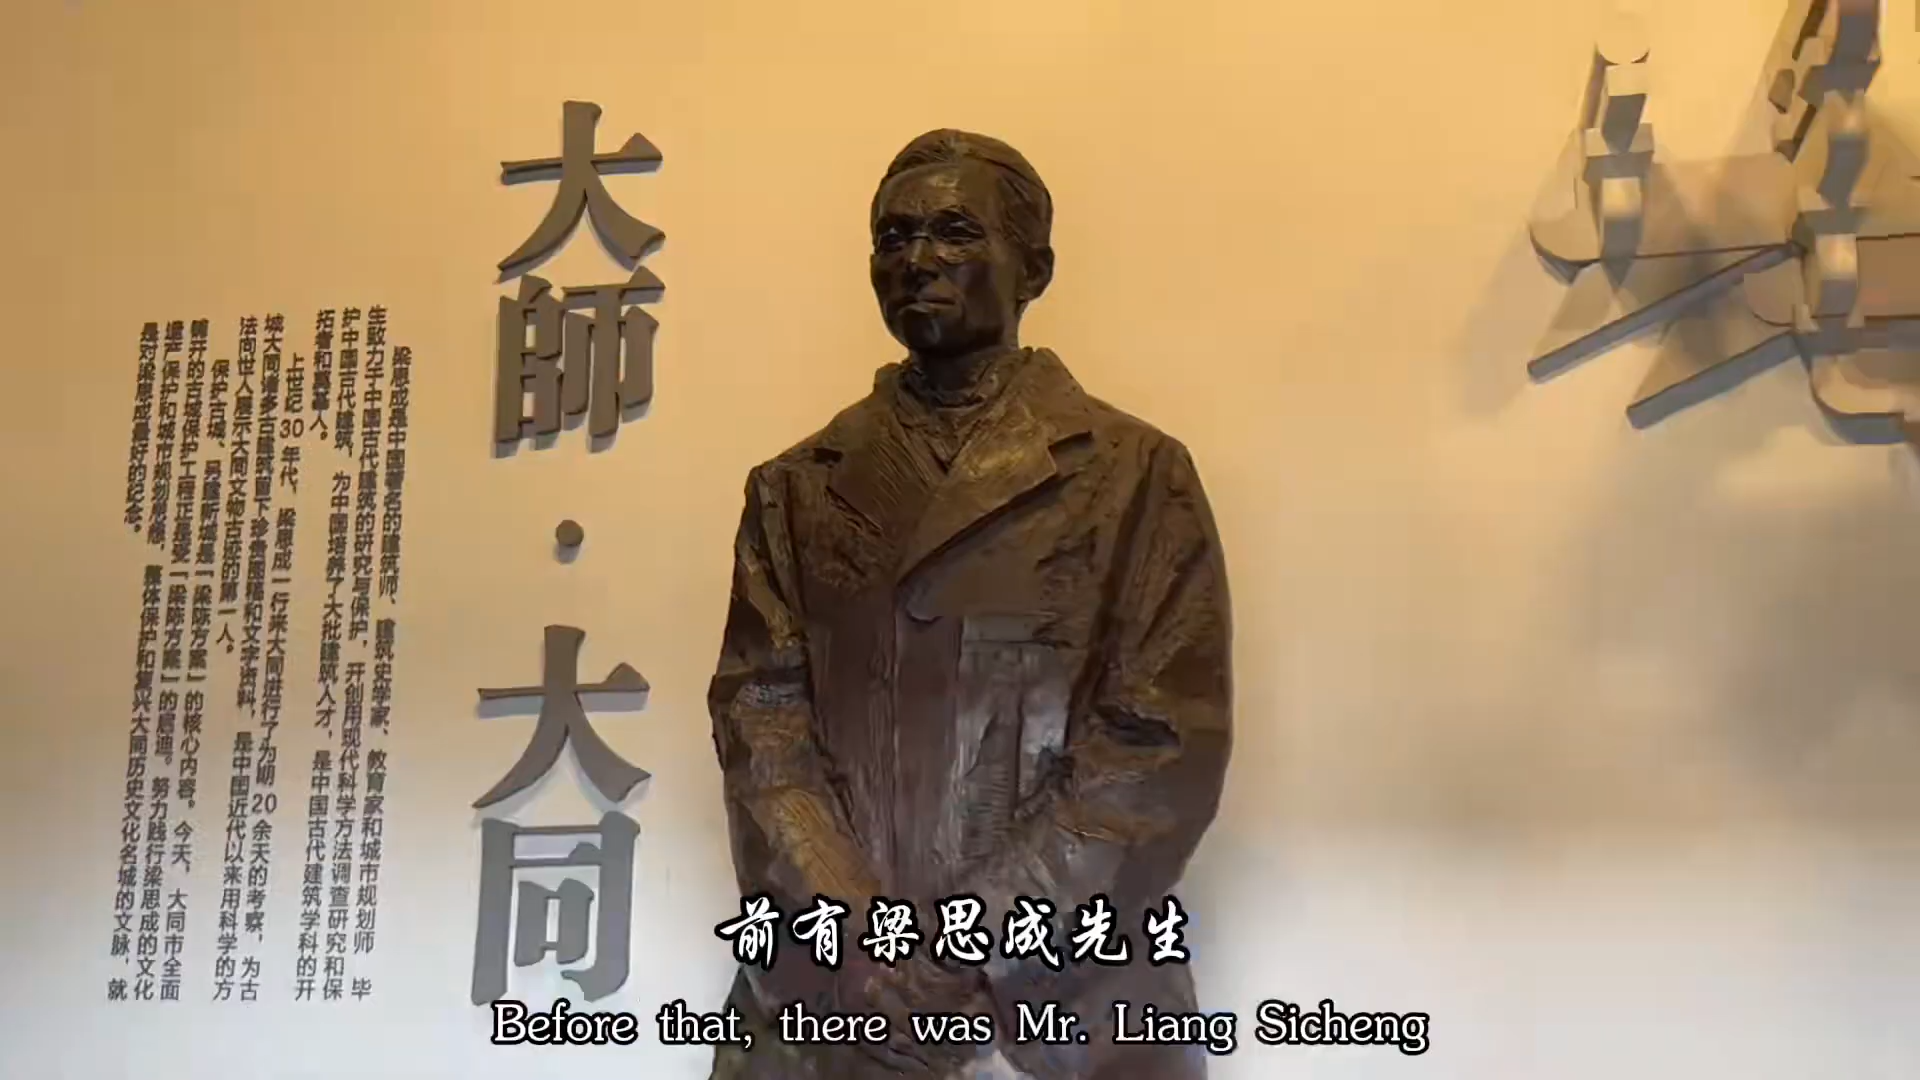 大師·大同
梁思成是中国著名的建筑师、建筑史学家、教育家和城市规划师 毕
生致力于中国古代建筑的研究与保护，开创用现代科学方法调查研究和保
护中国古代建筑，为中国培养了大批建筑人才，是中国古代建筑学科的开
拓者和奠基人。
上世纪30年代，梁思成一行来大同进行了为期20余天的考察，为古
城大同诸多古建筑留下珍贵图稿和文字资料，是中国近代以来用科学的方
法向世人展示大同文物古迹的第一人。
保护古城、另建新城是「梁陈方案」的核心内容。今天，大同市全面
铺开的古城保护工程正是受「梁陈方案」的启迪。努力践行梁思成的文化
遗产保护和城市规划思想，整体保护和复兴大同历史文化名城的文脉，就
是对梁思成最好的纪念。
前有梁思成先生
Before that, there was Mr. Liang Sicheng